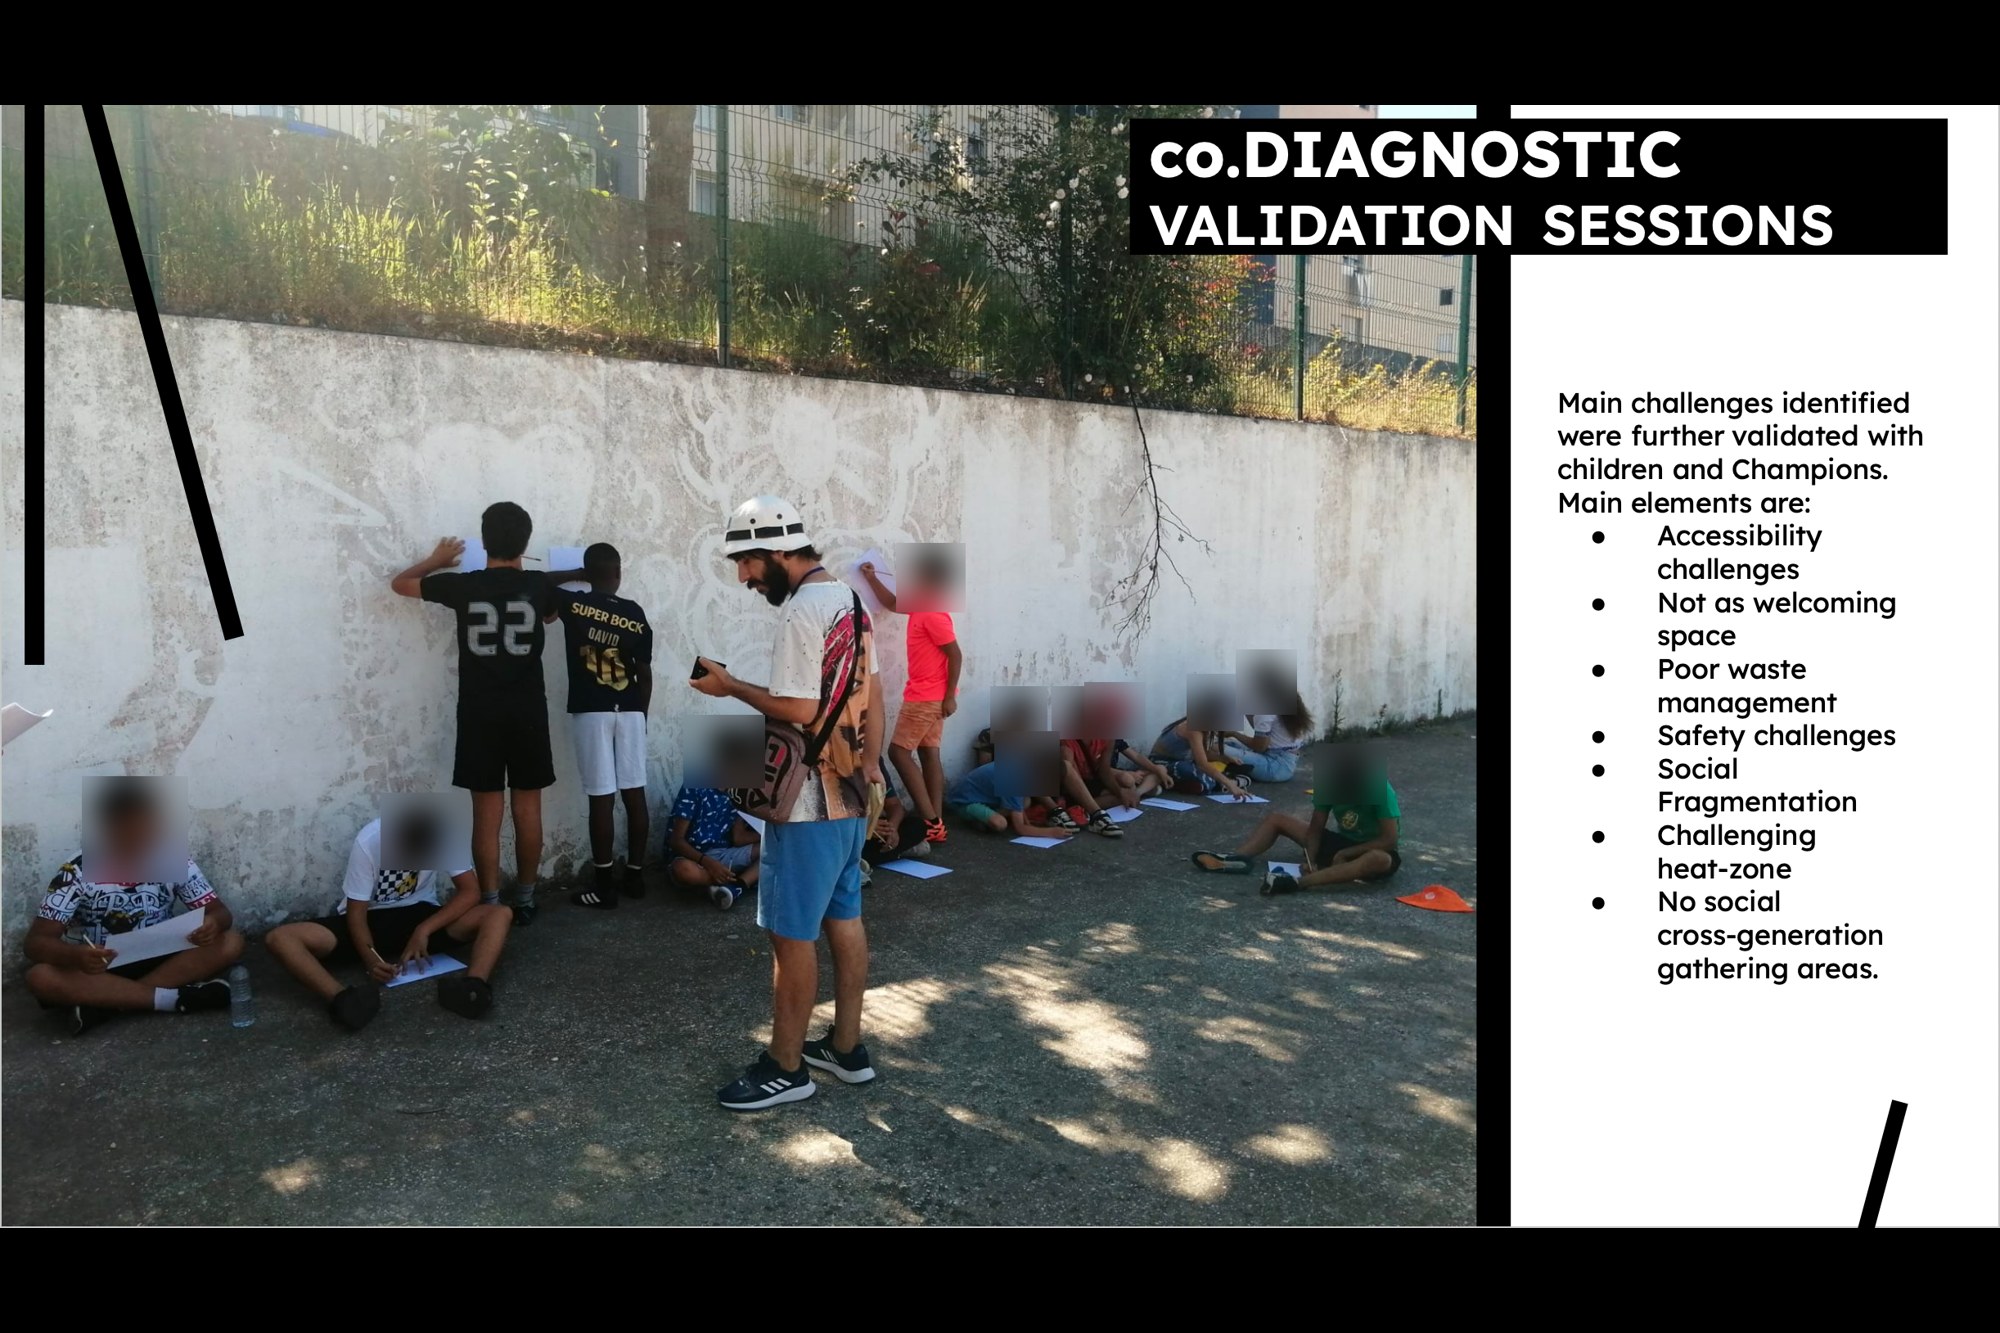 co.DIAGNOSTIC
VALIDATION SESSIONS
Main challenges identified
were further validated with
children and Champions.
Main elements are:
● Accessibility
challenges
● Not as welcoming
space
● Poor waste
management
● Safety challenges
● Social
Fragmentation
● Challenging
heat-zone
● No social
cross-generation
gathering areas.
22
SUPER BOCK
DAVID
10